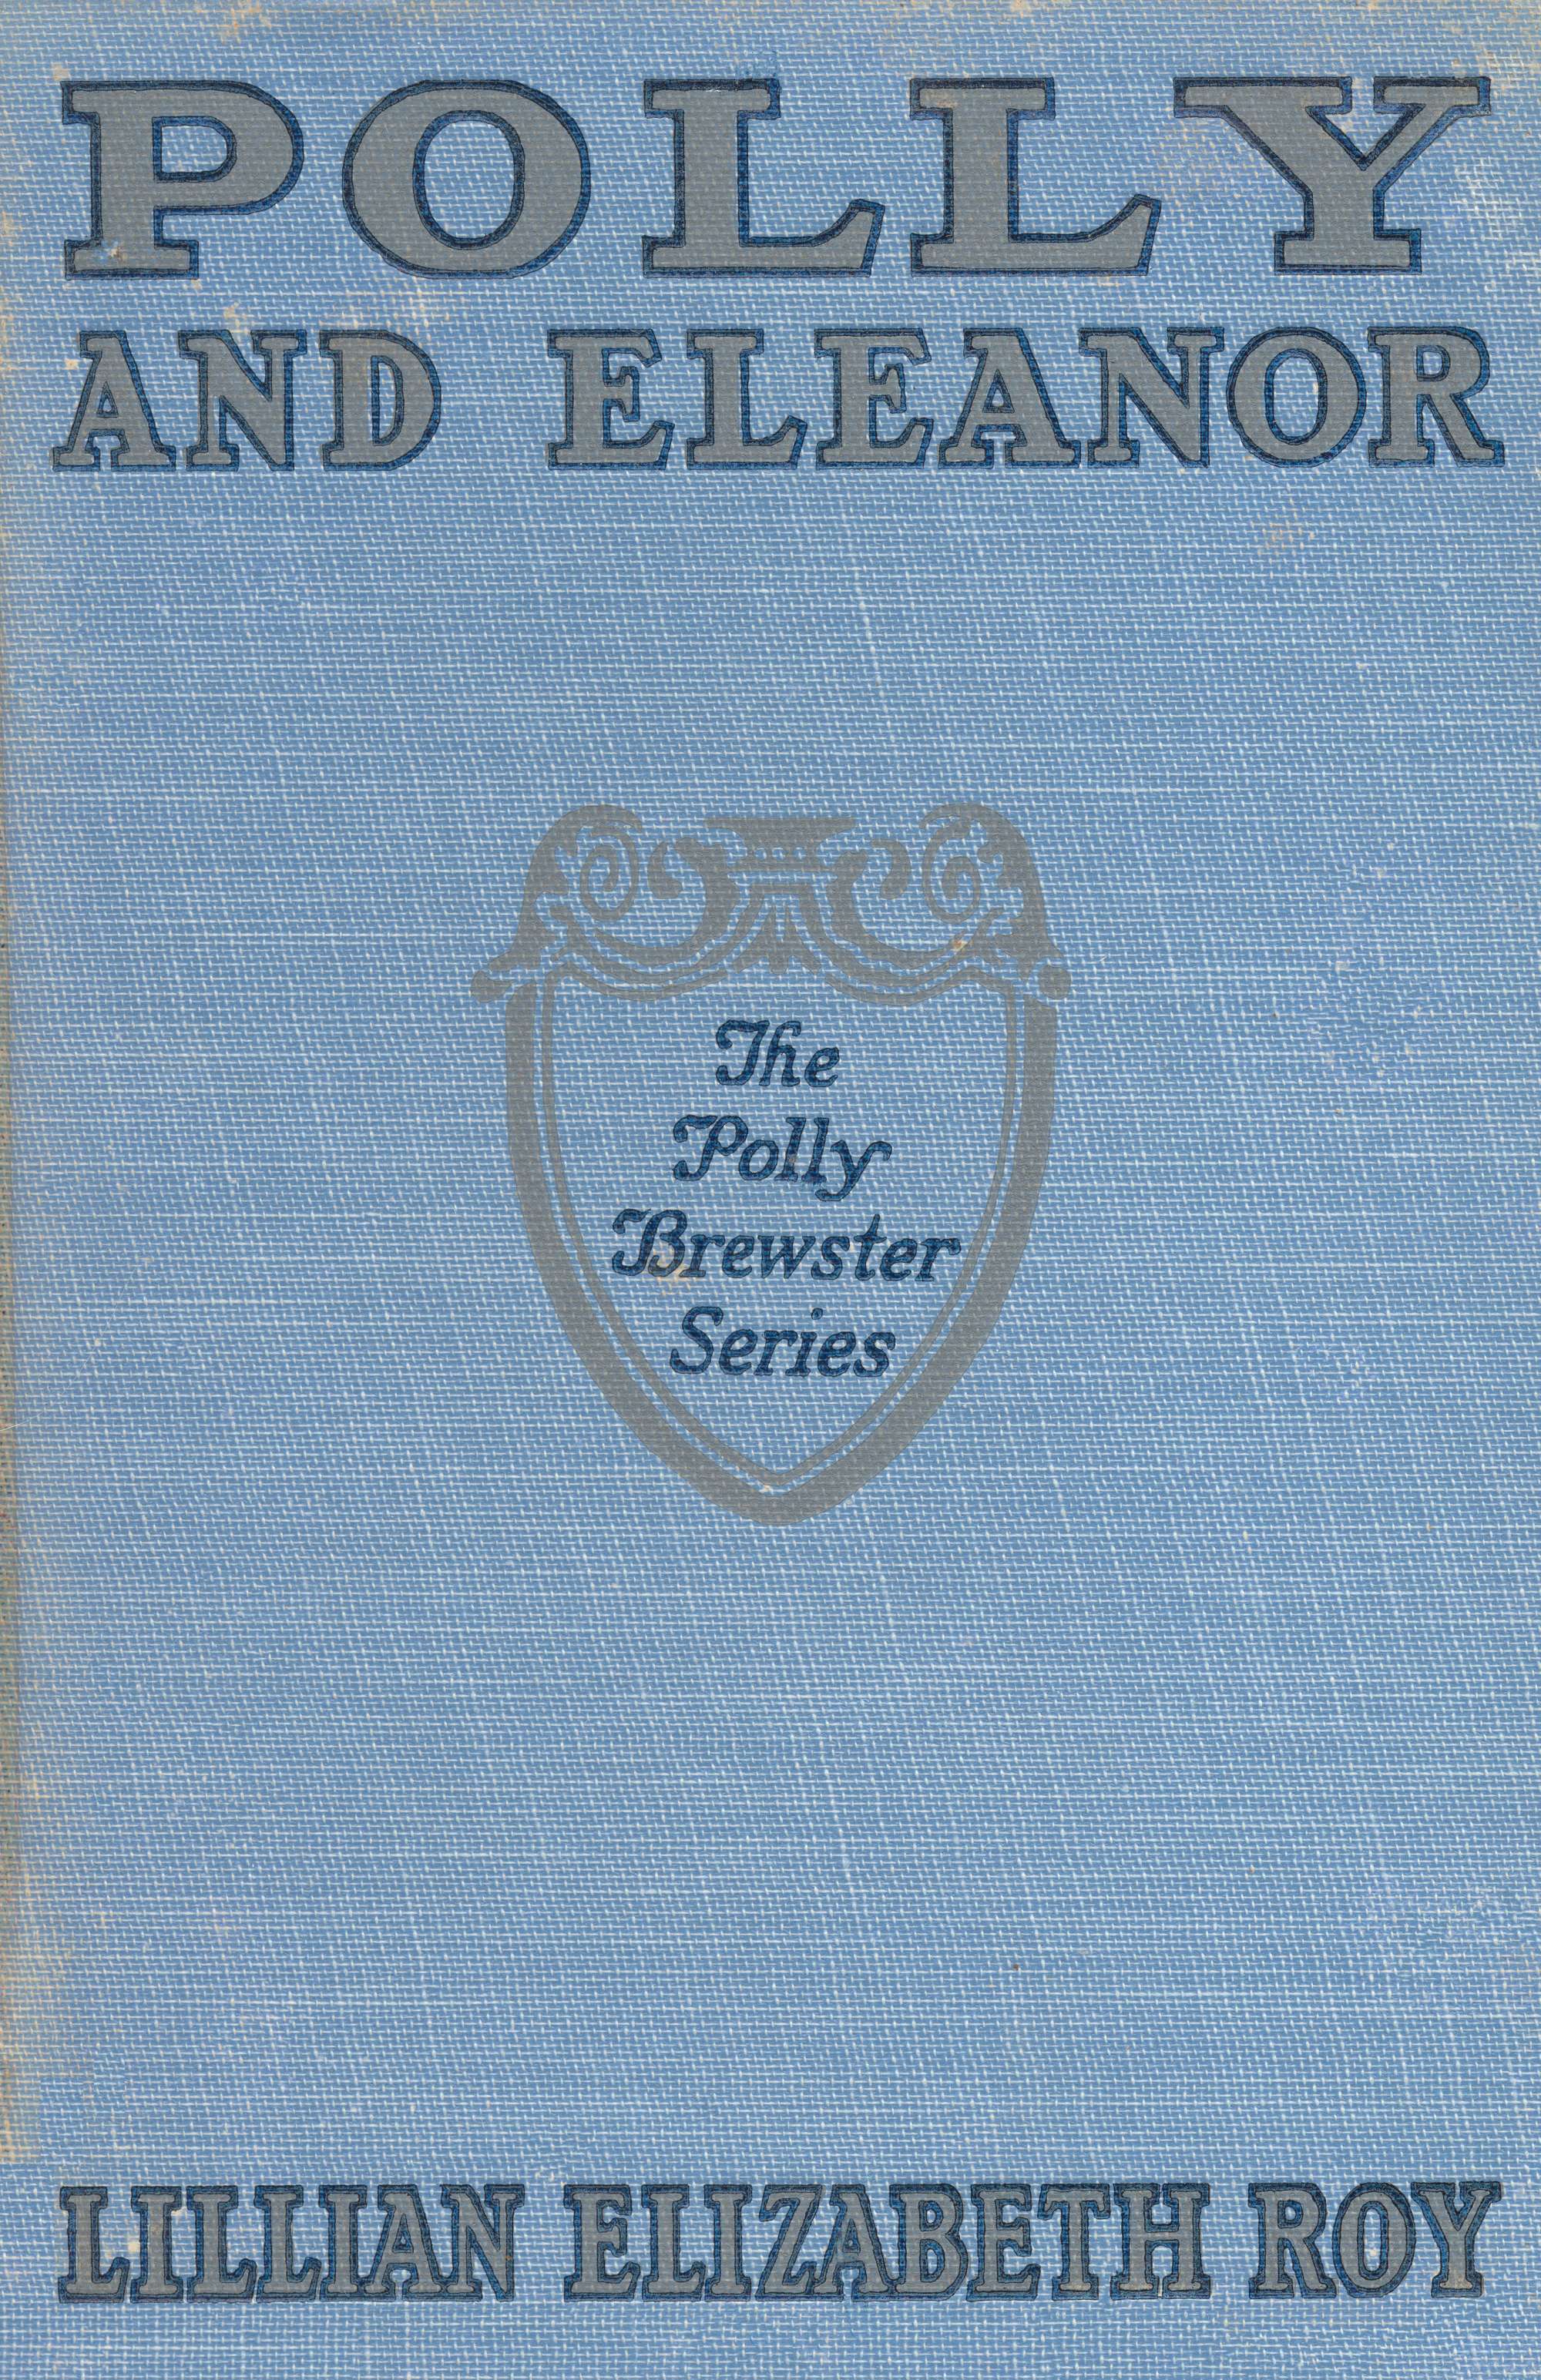 POLLY
AND ELEANOR
The
Polly
Brewster
Series
LILLIAN ELIZABETH ROY